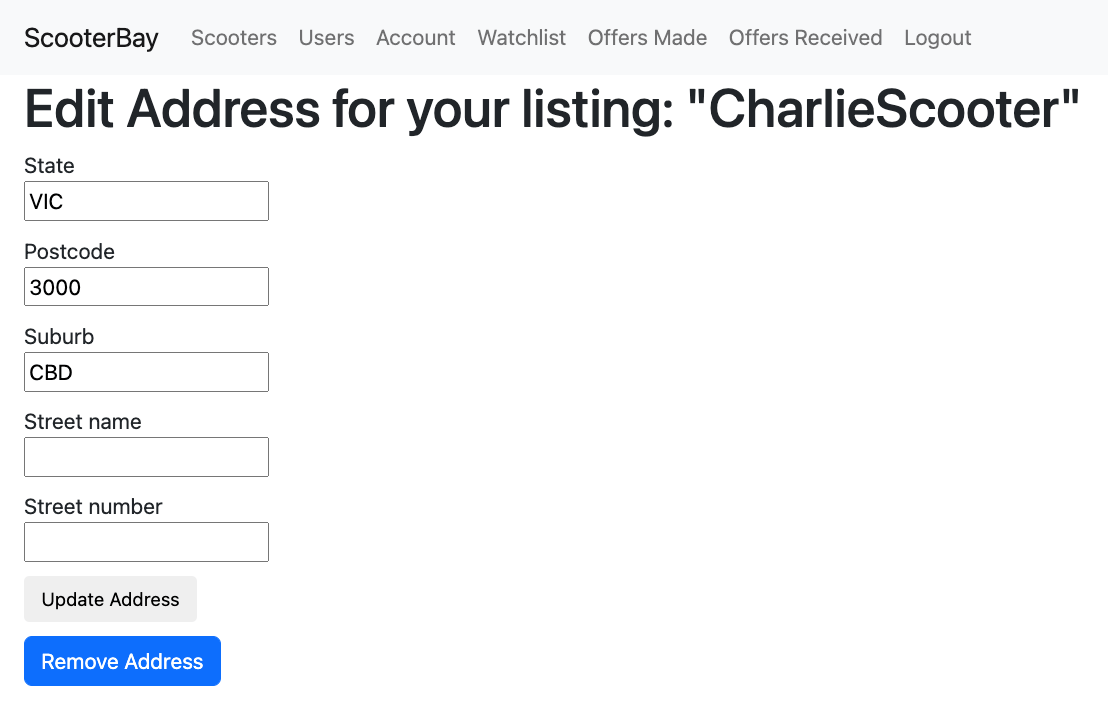 ScooterBay Scooters Users Account Watchlist Offers Made Offers Received Logout
Edit Address for your listing: "CharlieScooter"
State
VIC
Postcode
3000
Suburb
CBD
Street name
Street number
Update Address
Remove Address